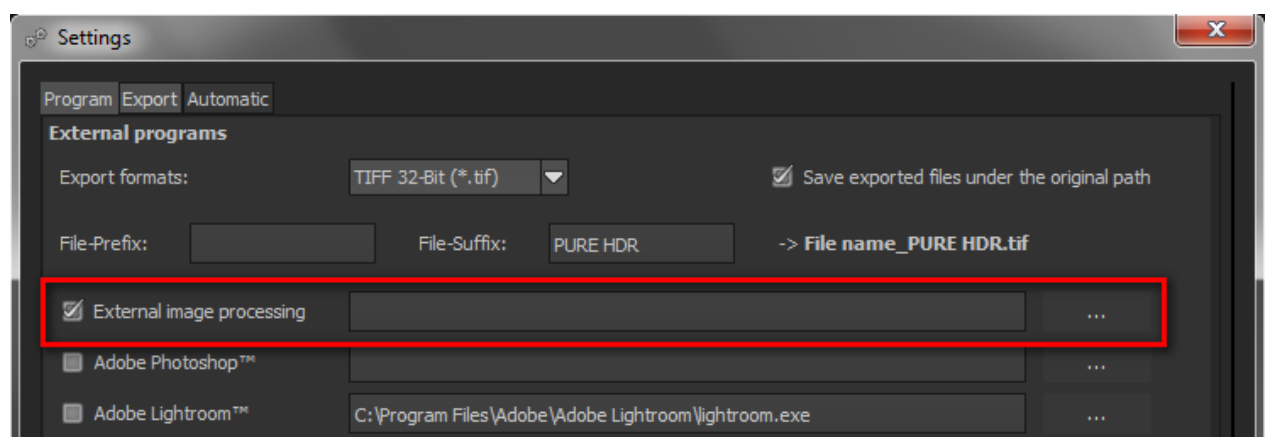 Settings
Program Export Automatic
External programs
Export formats: TIFF 32-Bit (*.tif) Save exported files under the original path
File-Prefix: File-Suffix: PURE HDR -> File name_PURE HDR.tif
External image processing ...
Adobe Photoshop™ ...
Adobe Lightroom™ C:\Program Files\Adobe\Adobe Lightroom\lightroom.exe ...